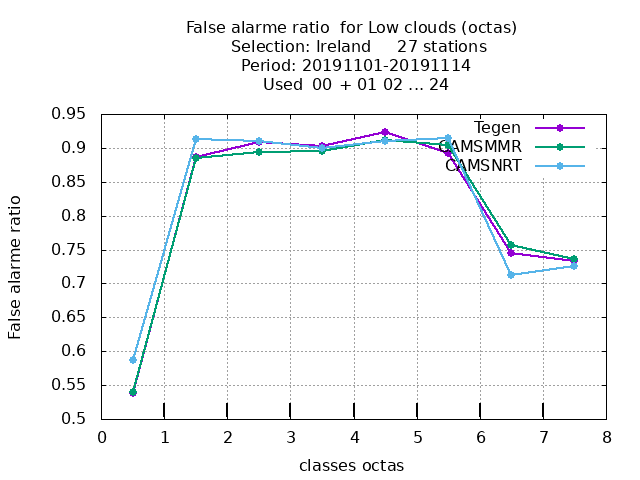 False alarme ratio  for Low clouds (octas)
Selection: Ireland     27 stations
Period: 20191101-20191114
Used  00 + 01 02 ... 24
False alarme ratio
0.95
0.9
0.85
0.8
0.75
0.7
0.65
0.6
0.55
0.5
0 1 2 3 4 5 6 7 8
classes octas
Tegen
CAMSMMR
CAMSNRT